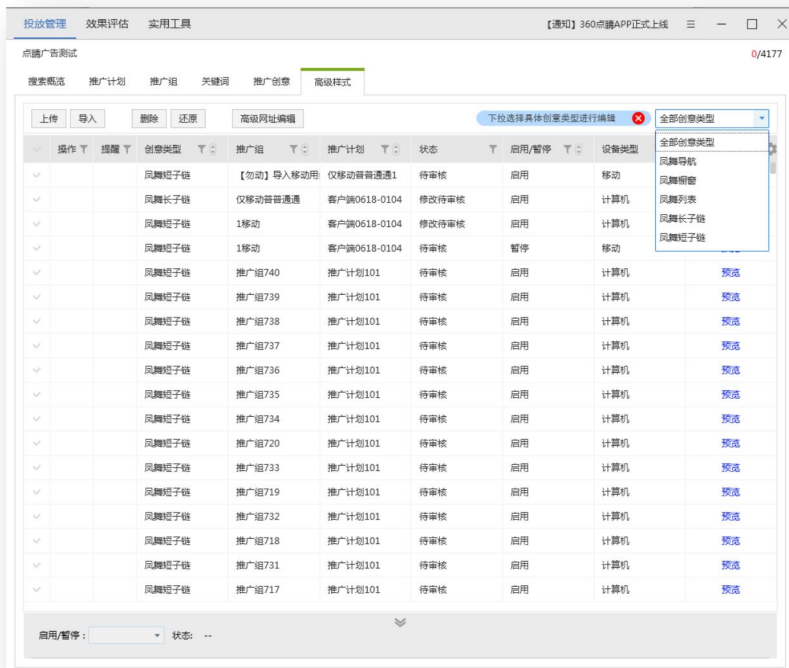 投放管理 效果评估 实用工具 【通知】360点睛APP正式上线
点睛广告测试 0/4177
搜索概览 推广计划 推广组 关键词 推广创意 高级样式
上传 导入 删除 还原 高级网址编辑 下拉选择具体创意类型进行编辑 全部创意类型
操作 提醒 创意类型 推广组 推广计划 状态 启用/暂停 设备类型
全部创意类型
凤舞导航
凤舞橱窗
凤舞列表
凤舞长子链
凤舞短子链
凤舞短子链 【勿动】导入移动用 仅移动普普通通1 待审核 启用 移动
凤舞长子链 仅移动普普通通 客户端0618-0104 修改待审核 启用 计算机
凤舞短子链 1移动 客户端0618-0104 修改待审核 启用 计算机
凤舞短子链 1移动 客户端0618-0104 待审核 暂停 移动
凤舞短子链 推广组740 推广计划101 待审核 启用 计算机 预览
凤舞短子链 推广组739 推广计划101 待审核 启用 计算机 预览
凤舞短子链 推广组738 推广计划101 待审核 启用 计算机 预览
凤舞短子链 推广组737 推广计划101 待审核 启用 计算机 预览
凤舞短子链 推广组736 推广计划101 待审核 启用 计算机 预览
凤舞短子链 推广组735 推广计划101 待审核 启用 计算机 预览
凤舞短子链 推广组734 推广计划101 待审核 启用 计算机 预览
凤舞短子链 推广组720 推广计划101 待审核 启用 计算机 预览
凤舞短子链 推广组733 推广计划101 待审核 启用 计算机 预览
凤舞短子链 推广组719 推广计划101 待审核 启用 计算机 预览
凤舞短子链 推广组732 推广计划101 待审核 启用 计算机 预览
凤舞短子链 推广组718 推广计划101 待审核 启用 计算机 预览
凤舞短子链 推广组731 推广计划101 待审核 启用 计算机 预览
凤舞短子链 推广组717 推广计划101 待审核 启用 计算机 预览
启用/暂停： 状态: --